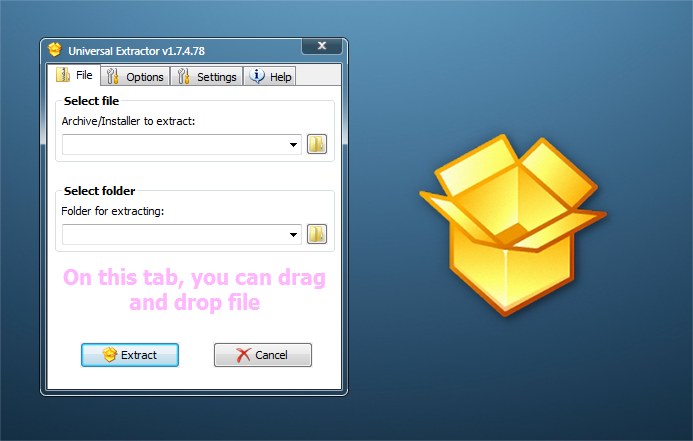 Universal Extractor v1.7.4.78
File Options Settings Help
Select file
Archive/Installer to extract:
Select folder
Folder for extracting:
On this tab, you can drag
and drop file
Extract Cancel